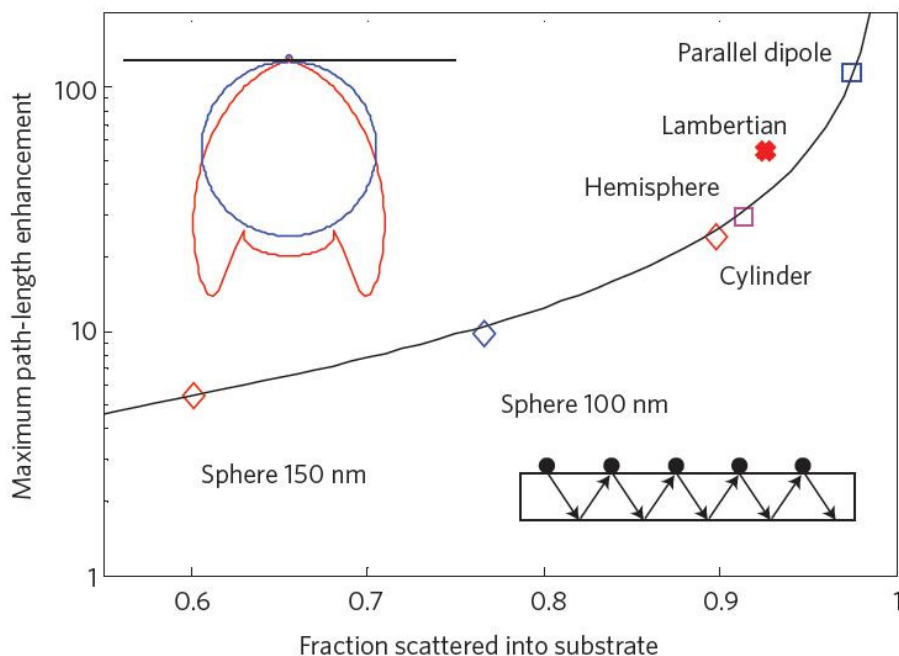 Maximum path-length enhancement
100
10
1
Parallel dipole
Lambertian
Hemisphere
Cylinder
Sphere 100 nm
Sphere 150 nm
0.6 0.7 0.8 0.9 1
Fraction scattered into substrate